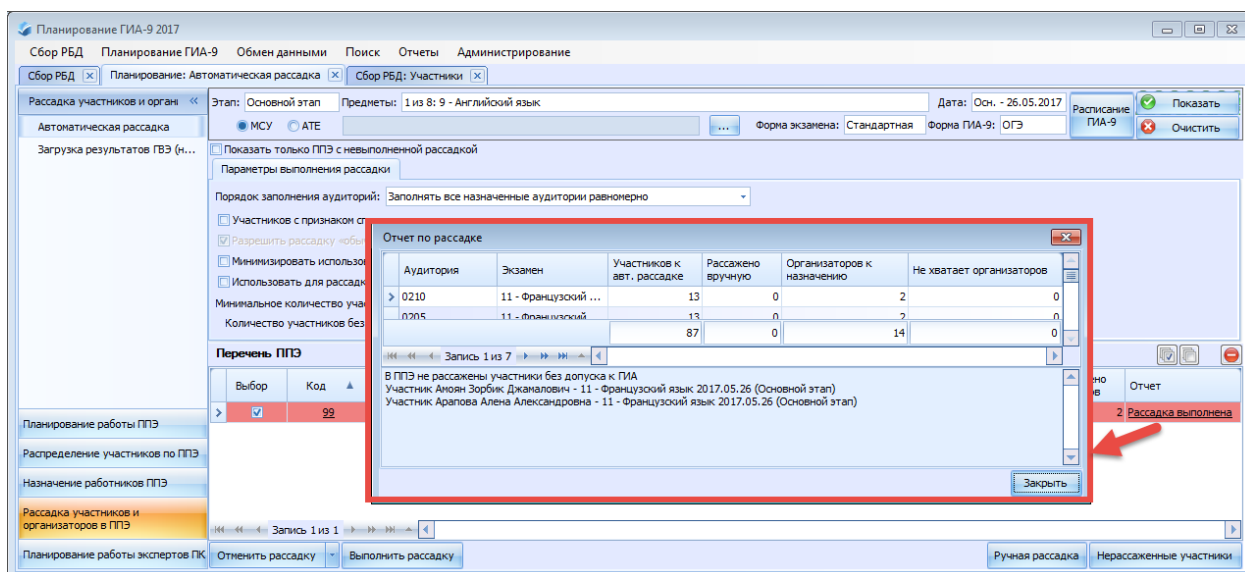 Планирование ГИА-9 2017
Сбор РБД Планирование ГИА-9 Обмен данными Поиск Отчеты Администрирование
Сбор РБД Планирование: Автоматическая рассадка Сбор РБД: Участники
Рассадка участников и органи
Этап: Основной этап Предметы: 1 из 8: 9 - Английский язык Дата: Осн. - 26.05.2017 Расписание ГИА-9 Показать
Автоматическая рассадка
МСУ АТЕ ... Форма экзамена: Стандартная Форма ГИА-9: ОГЭ Очистить
Загрузка результатов ГВЭ (н...
Показать только ППЭ с невыполненной рассадкой
Параметры выполнения рассадки
Порядок заполнения аудиторий: Заполнять все назначенные аудитории равномерно
Участников с признаком
Разрешить рассадку
Минимизировать
Использовать для
Минимальное количество
Количество участников без
Отчет по рассадке
Аудитория Экзамен Участников к авт. рассадке Рассажено вручную Организаторов к назначению Не хватает организаторов
0210 11 - Французский ... 13 0 2 0
0205 11 - Французский 13 0 2 0
87 0 14 0
Запись 1 из 7
В ППЭ не рассажены участники без допуска к ГИА
Участник Амоян Зорбик Джаналович - 11 - Французский язык 2017.05.26 (Основной этап)
Участник Арапова Алена Александровна - 11 - Французский язык 2017.05.26 (Основной этап)
Закрыть
Перечень ППЭ
Выбор Код Отчет
99 2 Рассадка выполнена
Планирование работы ППЭ
Распределение участников по ППЭ
Назначение работников ППЭ
Рассадка участников и
организаторов в ППЭ
Запись 1 из 1
Планирование работы экспертов ПК Отменить рассадку Выполнить рассадку Ручная рассадка Нерассаженные участники